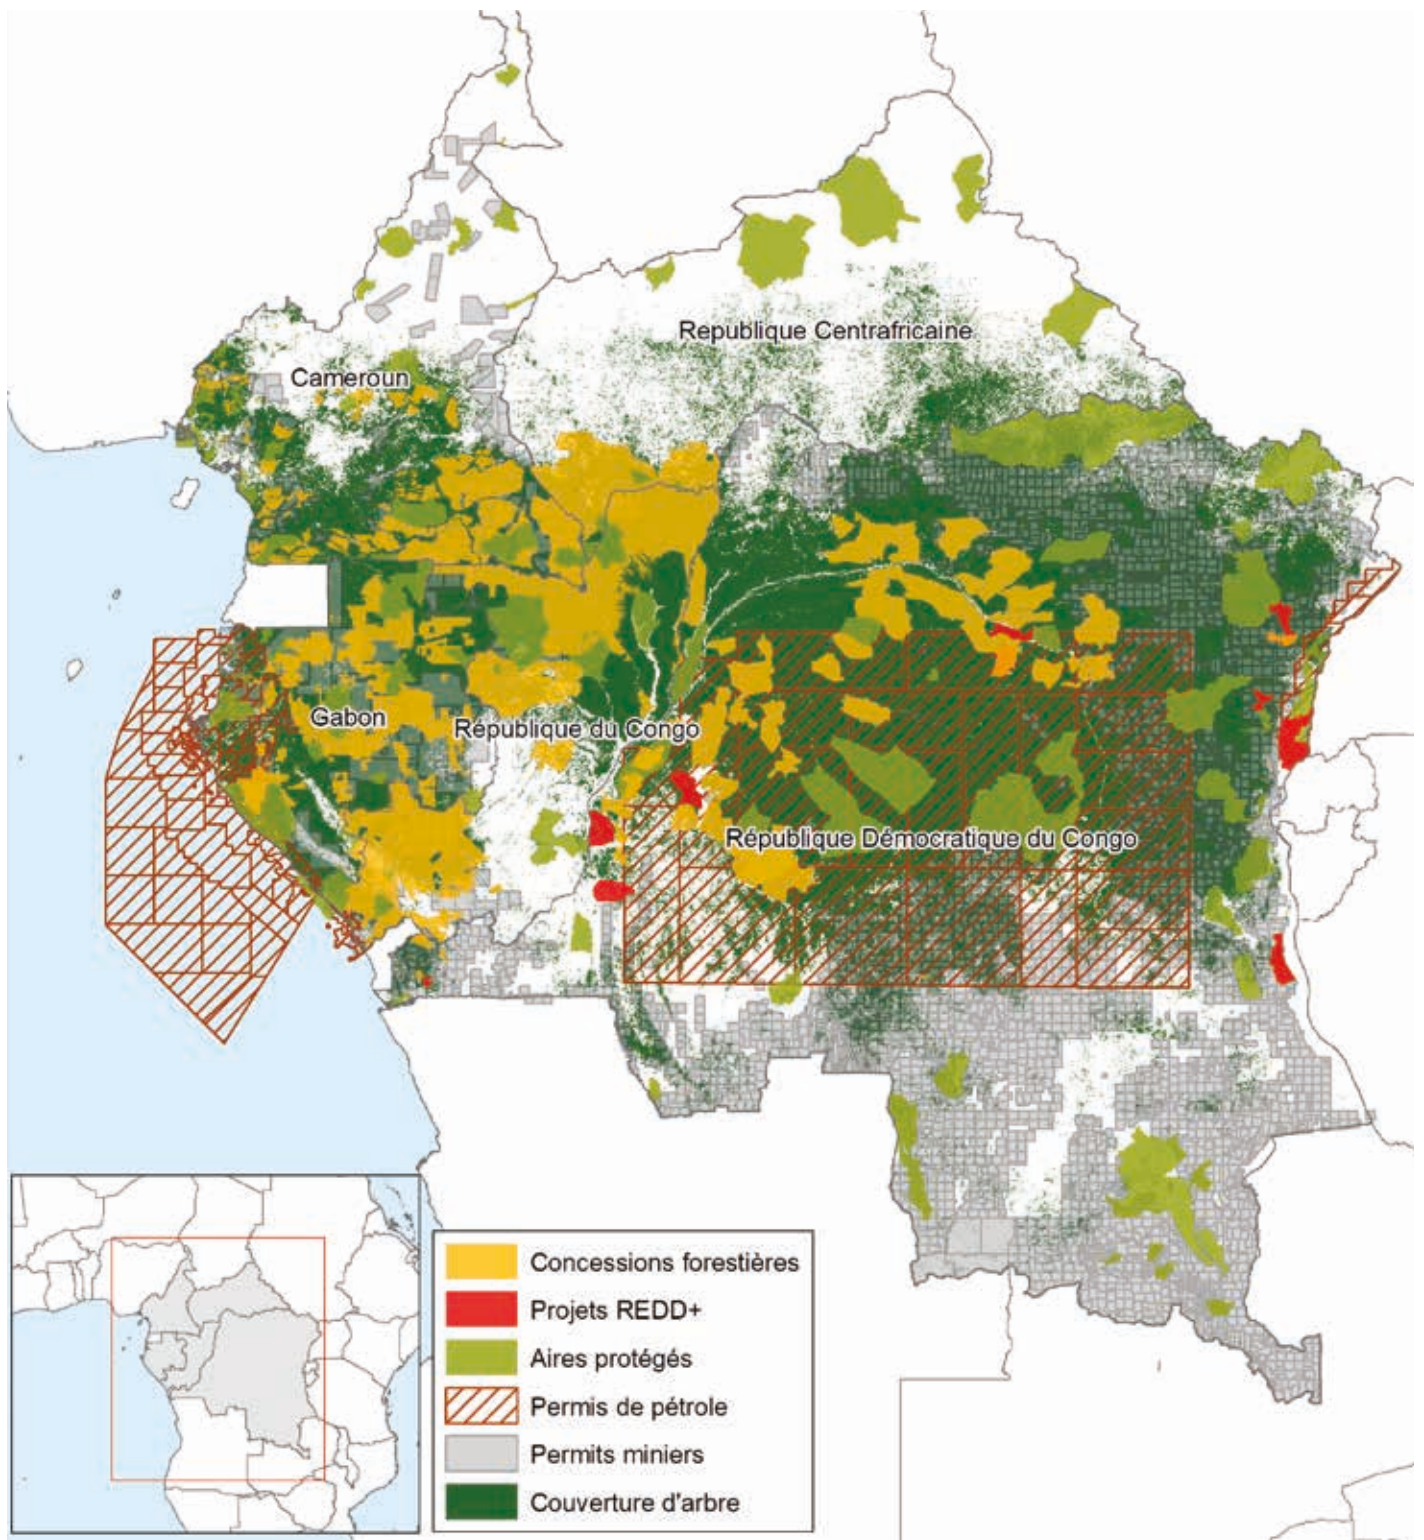 Republique Centrafricaine
Cameroun
Gabon
République du Congo
République Démocratique du Congo
Concessions forestières
Projets REDD+
Aires protégés
Permis de pétrole
Permits miniers
Couverture d'arbre